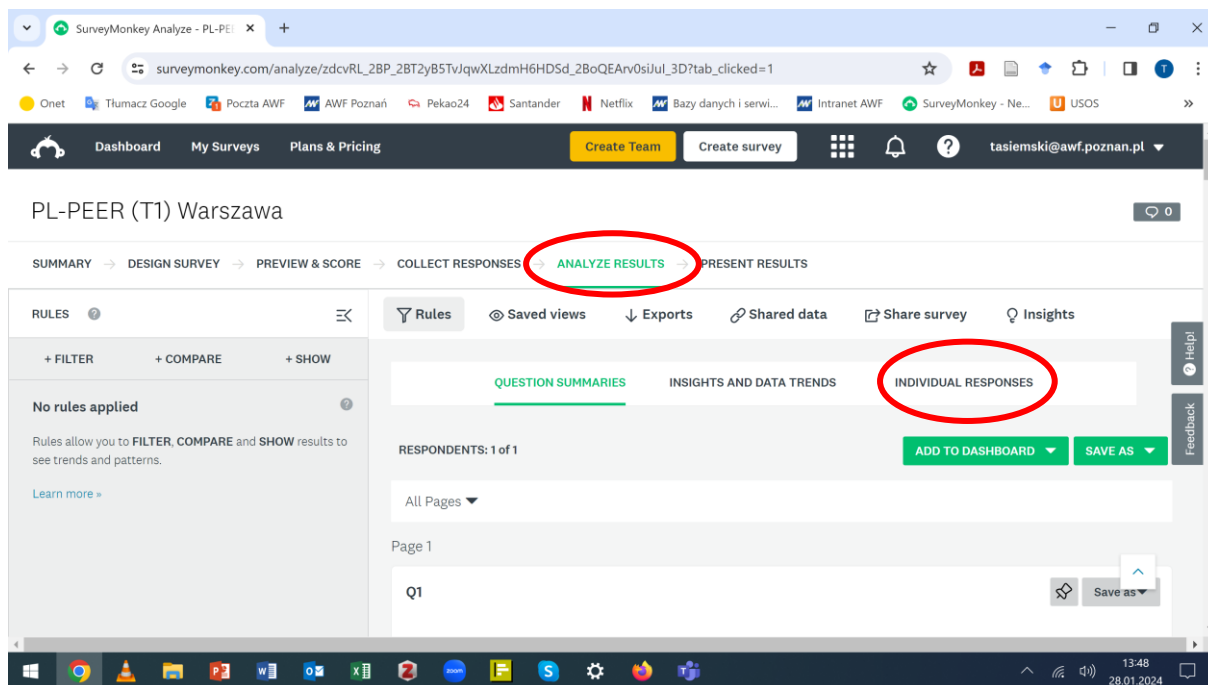 SurveyMonkey Analyze - PL-PEE
surveymonkey.com/analyze/zdcvRL_2BP_2BT2yB5TvJqwXLzdmH6HDSd_2BoQEArv0siJul_3D?tab_clicked=1
T
Onet Tłumacz Google Poczta AWF AWF Poznań Pekao24 Santander Netflix Bazy danych i serwi... Intranet AWF SurveyMonkey - Ne... USOS »
Dashboard My Surveys Plans & Pricing Create Team Create survey ? tasiemski@awf.poznan.pl
PL-PEER (T1) Warszawa
0
SUMMARY → DESIGN SURVEY → PREVIEW & SCORE → COLLECT RESPONSES → ANALYZE RESULTS → PRESENT RESULTS
RULES ?
Rules Saved views Exports Shared data Share survey Insights
+ FILTER + COMPARE + SHOW
? Help!
QUESTION SUMMARIES INSIGHTS AND DATA TRENDS INDIVIDUAL RESPONSES
No rules applied ?
Rules allow you to FILTER, COMPARE and SHOW results to
see trends and patterns.
Learn more »
Feedback
RESPONDENTS: 1 of 1 ADD TO DASHBOARD SAVE AS
All Pages
Page 1
Q1 Save as
13:48
28.01.2024